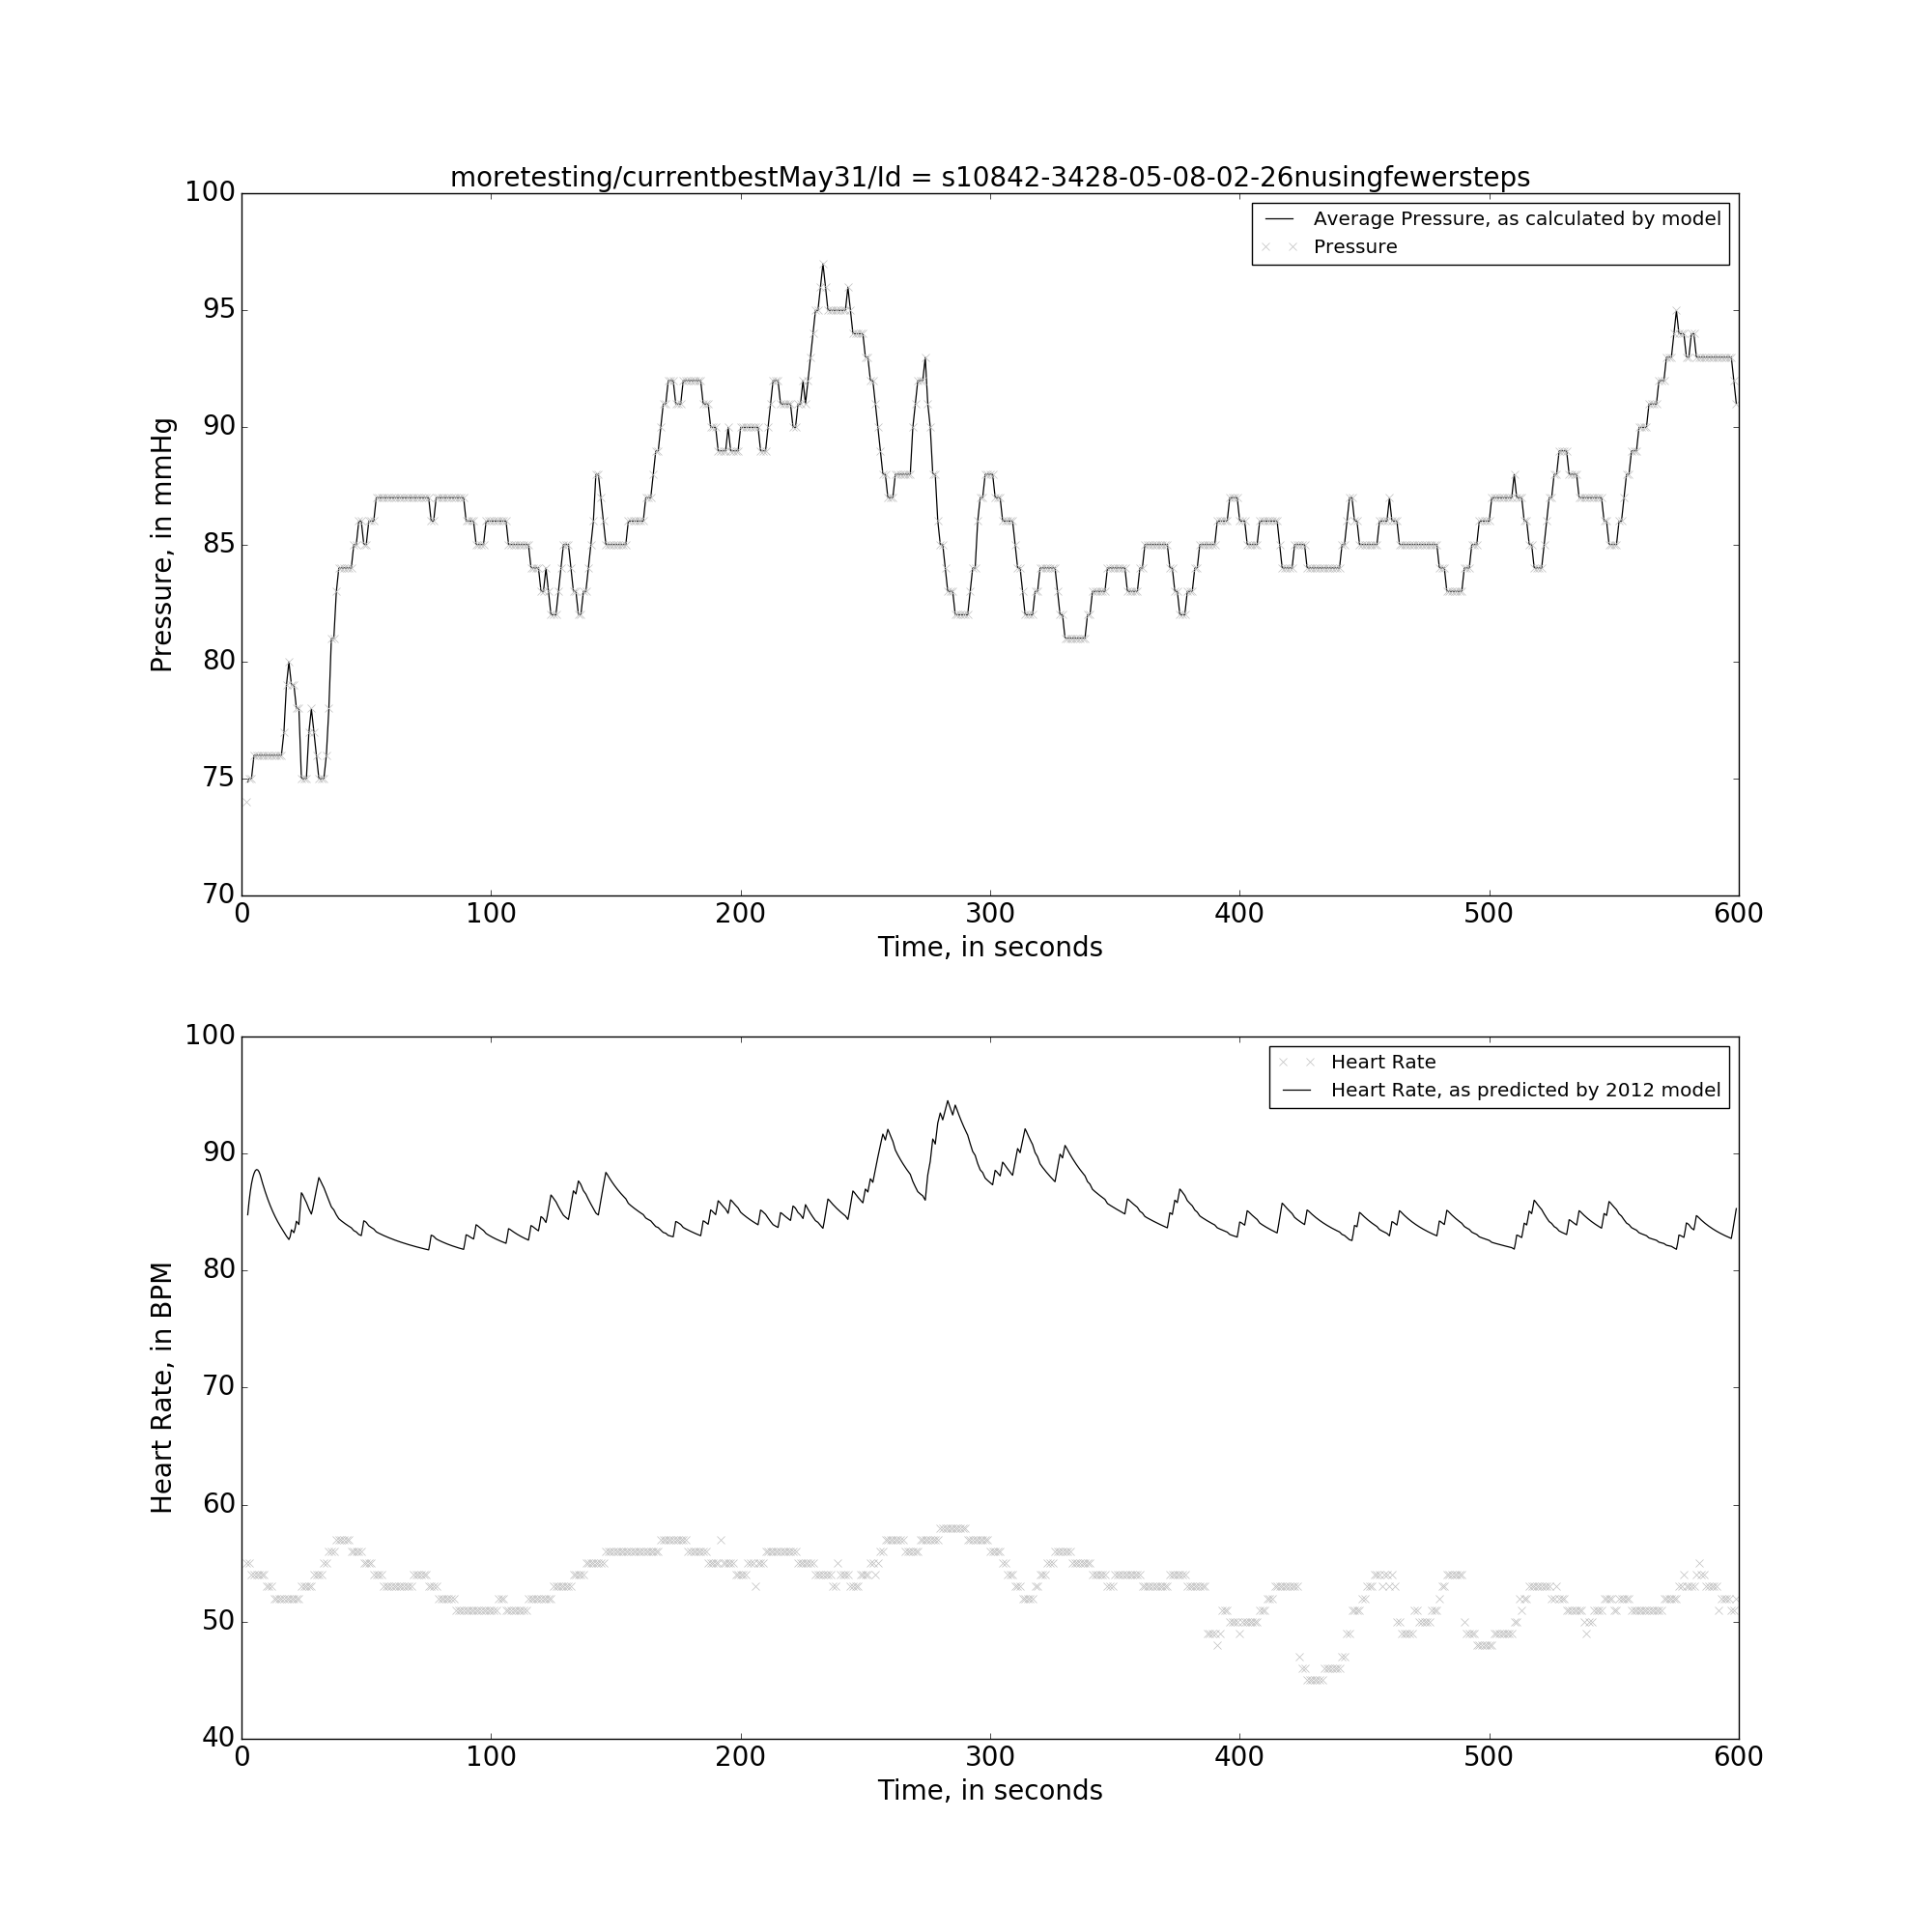 moretesting/currentbestMay31/Id = s10842-3428-05-08-02-26nusingfewersteps
100
95
90
85
80
75
70
Pressure, in mmHg
Average Pressure, as calculated by model
Pressure
0 100 200 300 400 500 600
Time, in seconds
100
90
80
70
60
50
40
Heart Rate, in BPM
Heart Rate
Heart Rate, as predicted by 2012 model
0 100 200 300 400 500 600
Time, in seconds